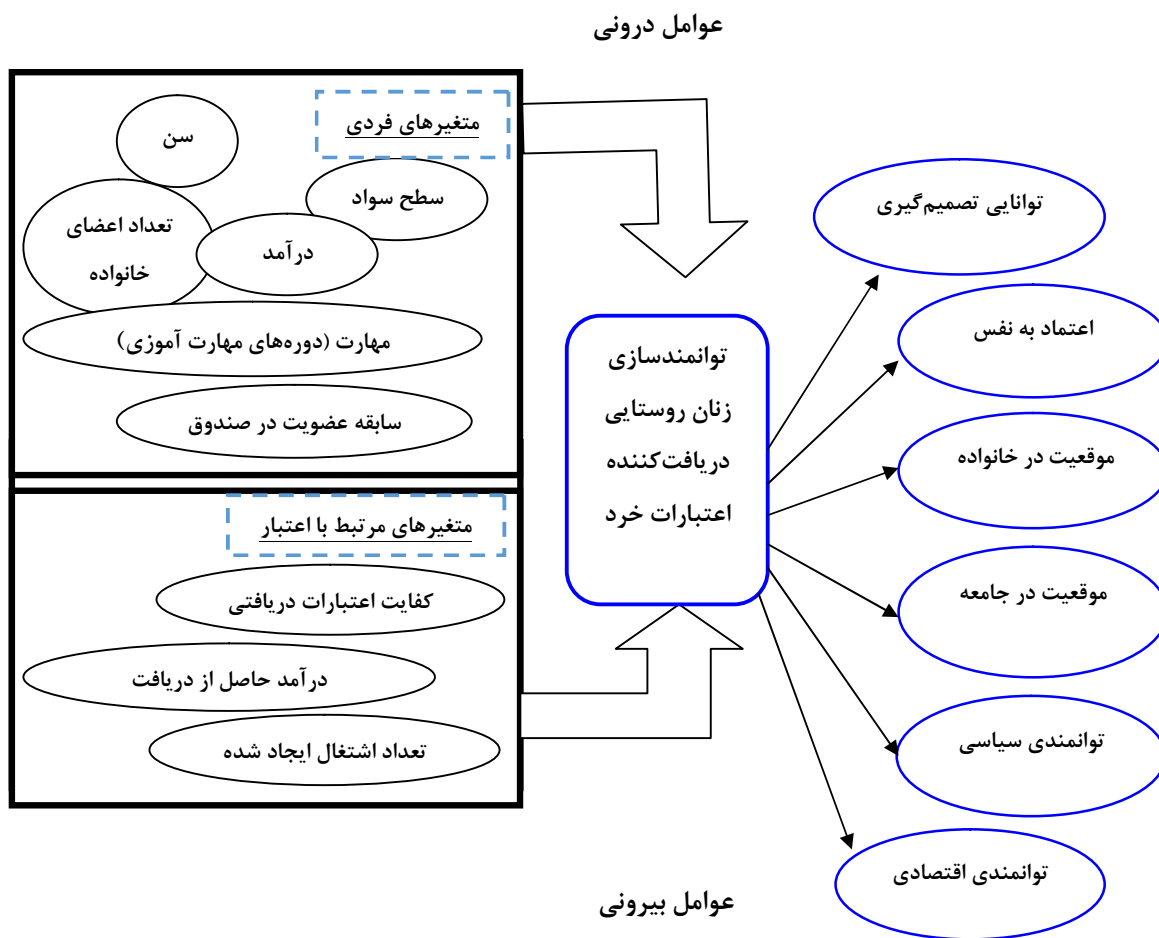 عوامل درونی
متغیرهای فردی
سن
سطح سواد
تعداد اعضای
خانواده
درآمد
مهارت (دوره‌های مهارت آموزی)
سابقه عضویت در صندوق
متغیرهای مرتبط با اعتبار
کفایت اعتبارات دریافتی
درآمد حاصل از دریافت
تعداد اشتغال ایجاد شده
توانمندسازی
زنان روستایی
دریافت‌کننده
اعتبارات خرد
توانایی تصمیم‌گیری
اعتماد به نفس
موقعیت در خانواده
موقعیت در جامعه
توانمندی سیاسی
توانمندی اقتصادی
عوامل بیرونی